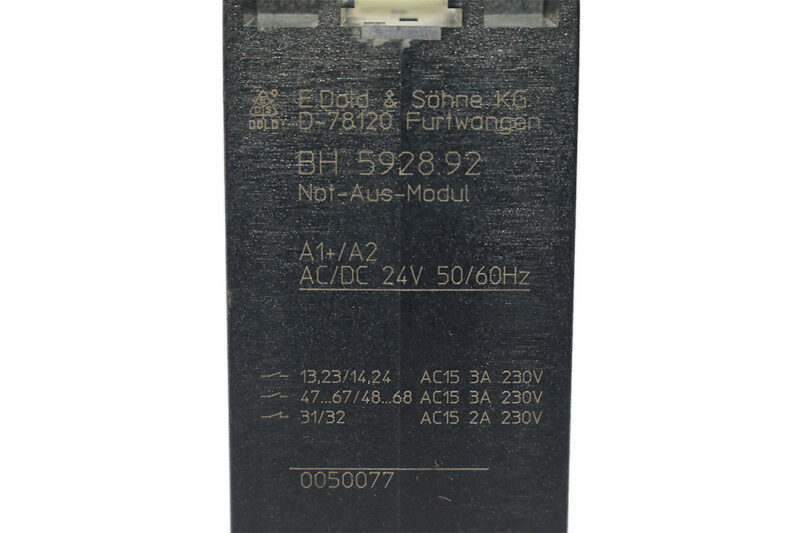 E. Dold & Söhne KG
DOLD D-78120 Furtwangen
BH 5928.92
Not-Aus-Modul
A1+/A2
AC/DC 24V 50/60Hz
13,23/14,24 AC15 3A 230V
47...67/48...68 AC15 3A 230V
31/32 AC15 2A 230V
0050077